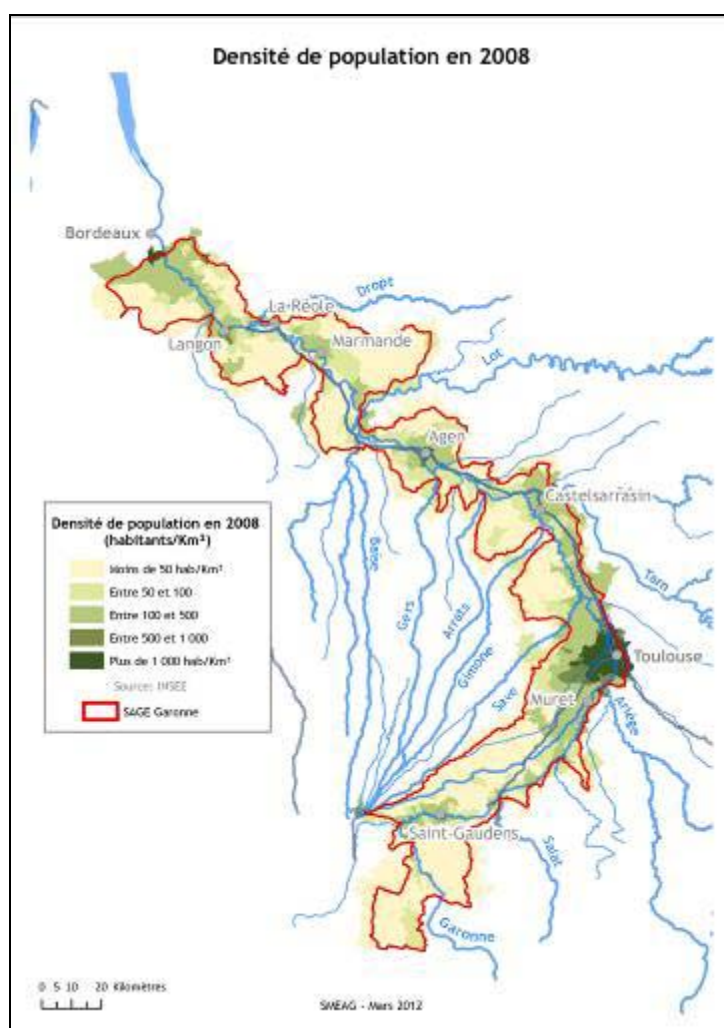 Densité de population en 2008
Bordeaux
Dropt
La-Réole
Langon
Marmande
Lot
Agen
Castelsarrasin
Densité de population en 2008
(habitants/Km²)
Moins de 50 hab/Km²
Entre 50 et 100
Entre 100 et 500
Entre 500 et 1 000
Plus de 1 000 hab/Km²
Source: INSEE
SAGE Garonne
Baïse
Gers
Arrats
Gimone
Save
Tarn
Toulouse
Muret
Ariège
Saint-Gaudens
Salat
Garonne
0 5 10 20 Kilomètres
SMEAG - Mars 2012